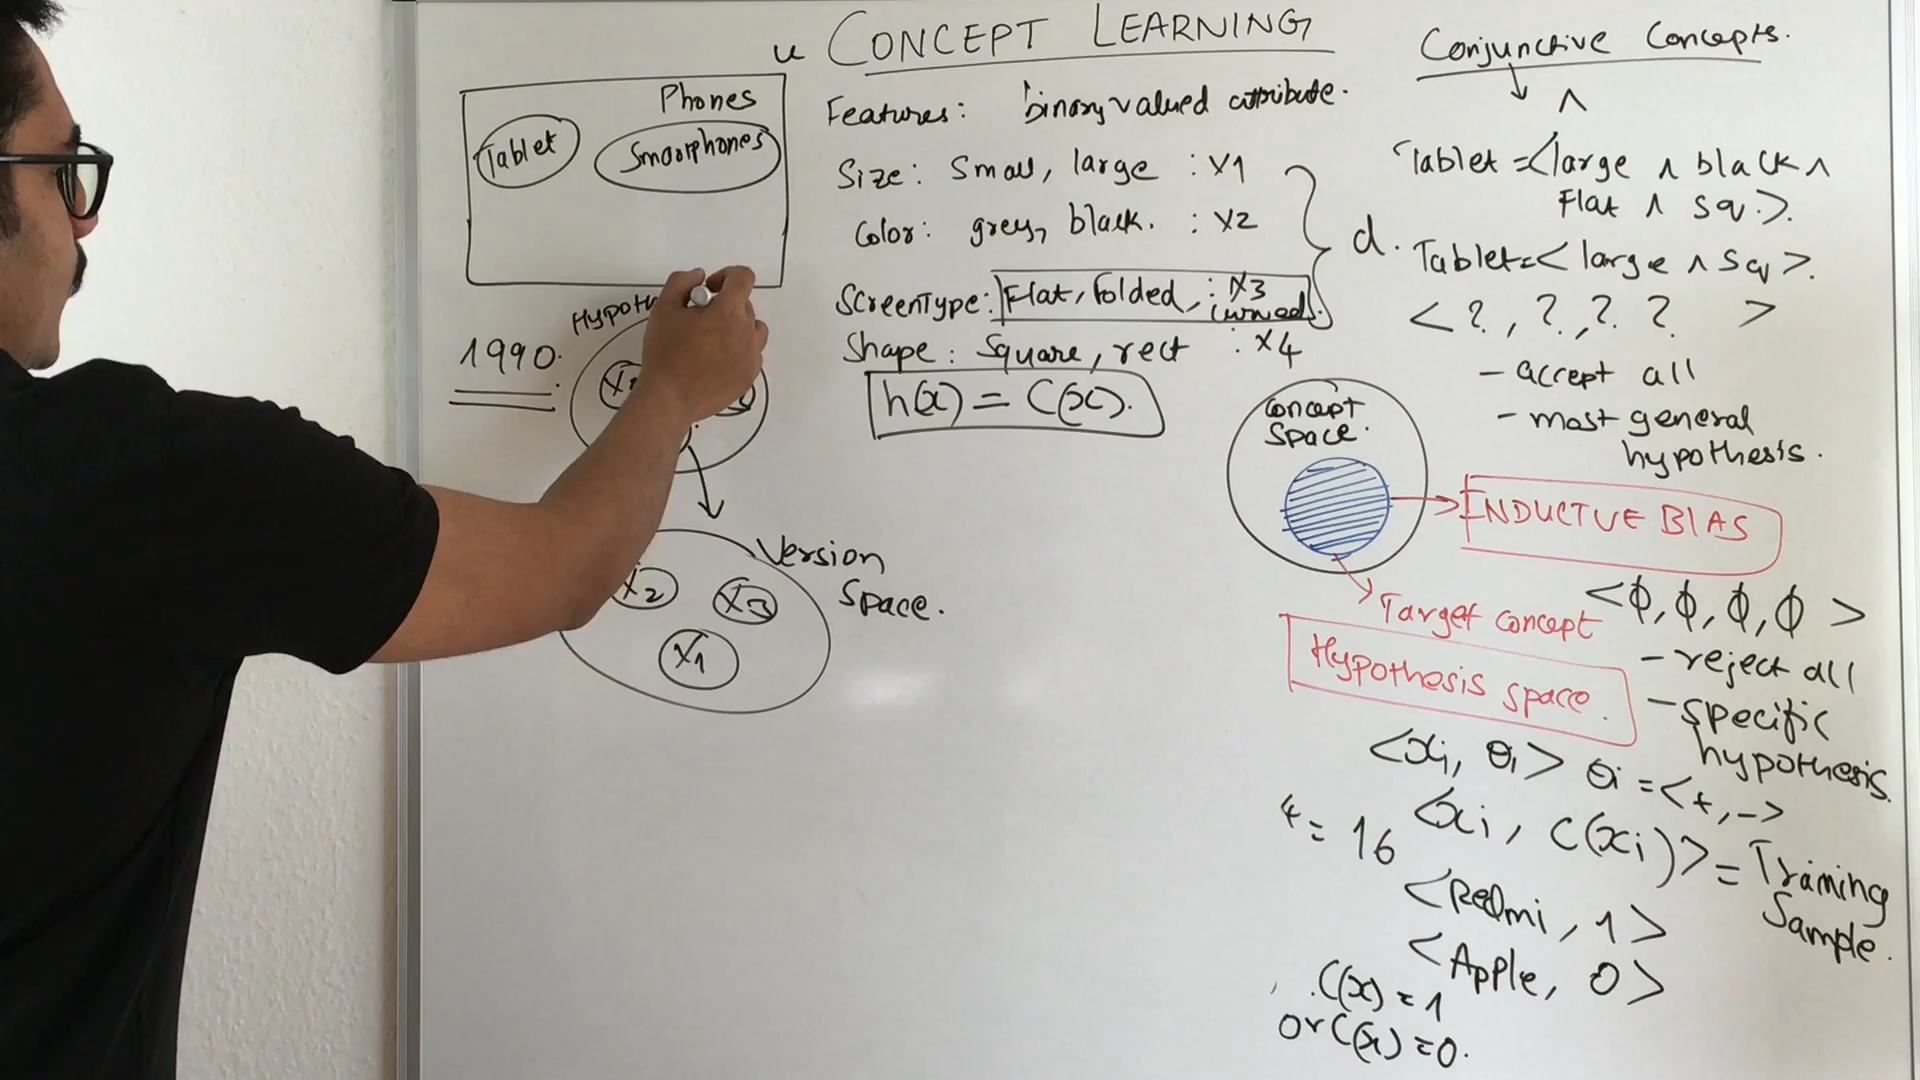 u CONCEPT LEARNING
Phones
Tablet
Smartphones
Features: binary valued attribute.
Size: Small, large : X1
Color: grey, black. : X2
ScreenType: Flat, Folded, : X3
curved.
Shape: Square, rect : X4
d.
h(x) = C(x).
1990.
X3
Version
Space.
X2
X3
X1
Conjunctive Concepts.
∧
Tablet = <large ∧ black ∧
Flat ∧ sq.>.
Tablet = < large ∧ Sq >.
< ?, ?, ? ? >
- accept all
- most general
hypothesis.
Concept
Space.
INDUCTVE BIAS
Target concept
Hypothesis space.
<ϕ, ϕ, ϕ, ϕ >
- reject all
- specific
hypothesis.
<xi, θi> θi = <+, ->
<xi, C(xi)> = Training
Sample.
4 = 16
<Redmi, 1>
<Apple, 0>
C(x) = 1
or C(x) = 0.